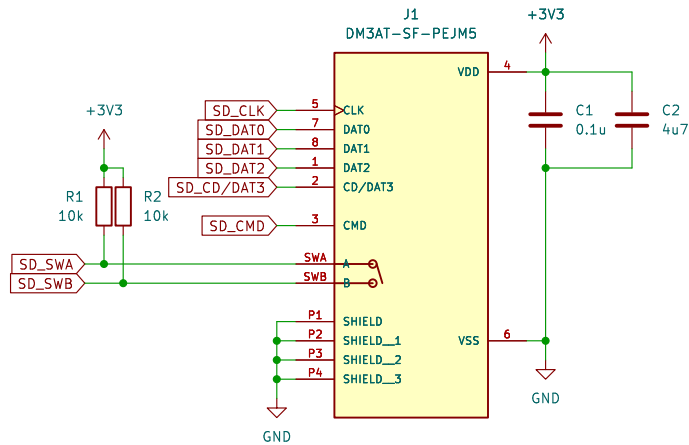 J1
DM3AT-SF-PEJM5
+3V3
VDD
4
C1
0.1u
C2
4u7
SD_CLK
5
CLK
SD_DAT0
7
DAT0
SD_DAT1
8
DAT1
SD_DAT2
1
DAT2
SD_CD/DAT3
2
CD/DAT3
SD_CMD
3
CMD
+3V3
R1
10k
R2
10k
SD_SWA
SWA
A
SD_SWB
SWB
B
P1
SHIELD
P2
SHIELD__1
P3
SHIELD__2
P4
SHIELD__3
VSS
6
GND
GND